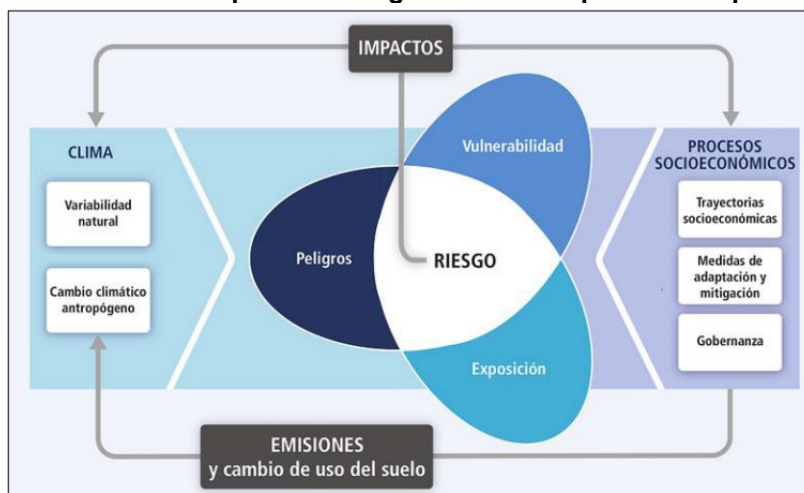 IMPACTOS
CLIMA
Variabilidad
natural
Cambio climático
antropógeno
Peligros
RIESGO
Vulnerabilidad
Exposición
PROCESOS
SOCIOECONÓMICOS
Trayectorias
socioeconómicas
Medidas de
adaptación y
mitigación
Gobernanza
EMISIONES
y cambio de uso del suelo